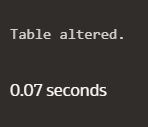 Table altered.
0.07 seconds